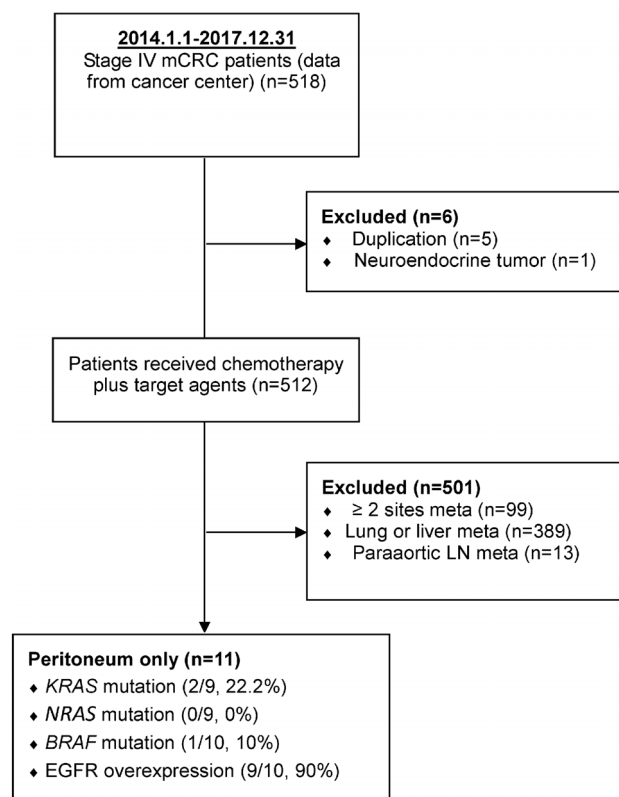 2014.1.1-2017.12.31
Stage IV mCRC patients (data
from cancer center) (n=518)
Excluded (n=6)
♦ Duplication (n=5)
♦ Neuroendocrine tumor (n=1)
Patients received chemotherapy
plus target agents (n=512)
Excluded (n=501)
♦ ≥ 2 sites meta (n=99)
♦ Lung or liver meta (n=389)
♦ Paraaortic LN meta (n=13)
Peritoneum only (n=11)
♦ KRAS mutation (2/9, 22.2%)
♦ NRAS mutation (0/9, 0%)
♦ BRAF mutation (1/10, 10%)
♦ EGFR overexpression (9/10, 90%)